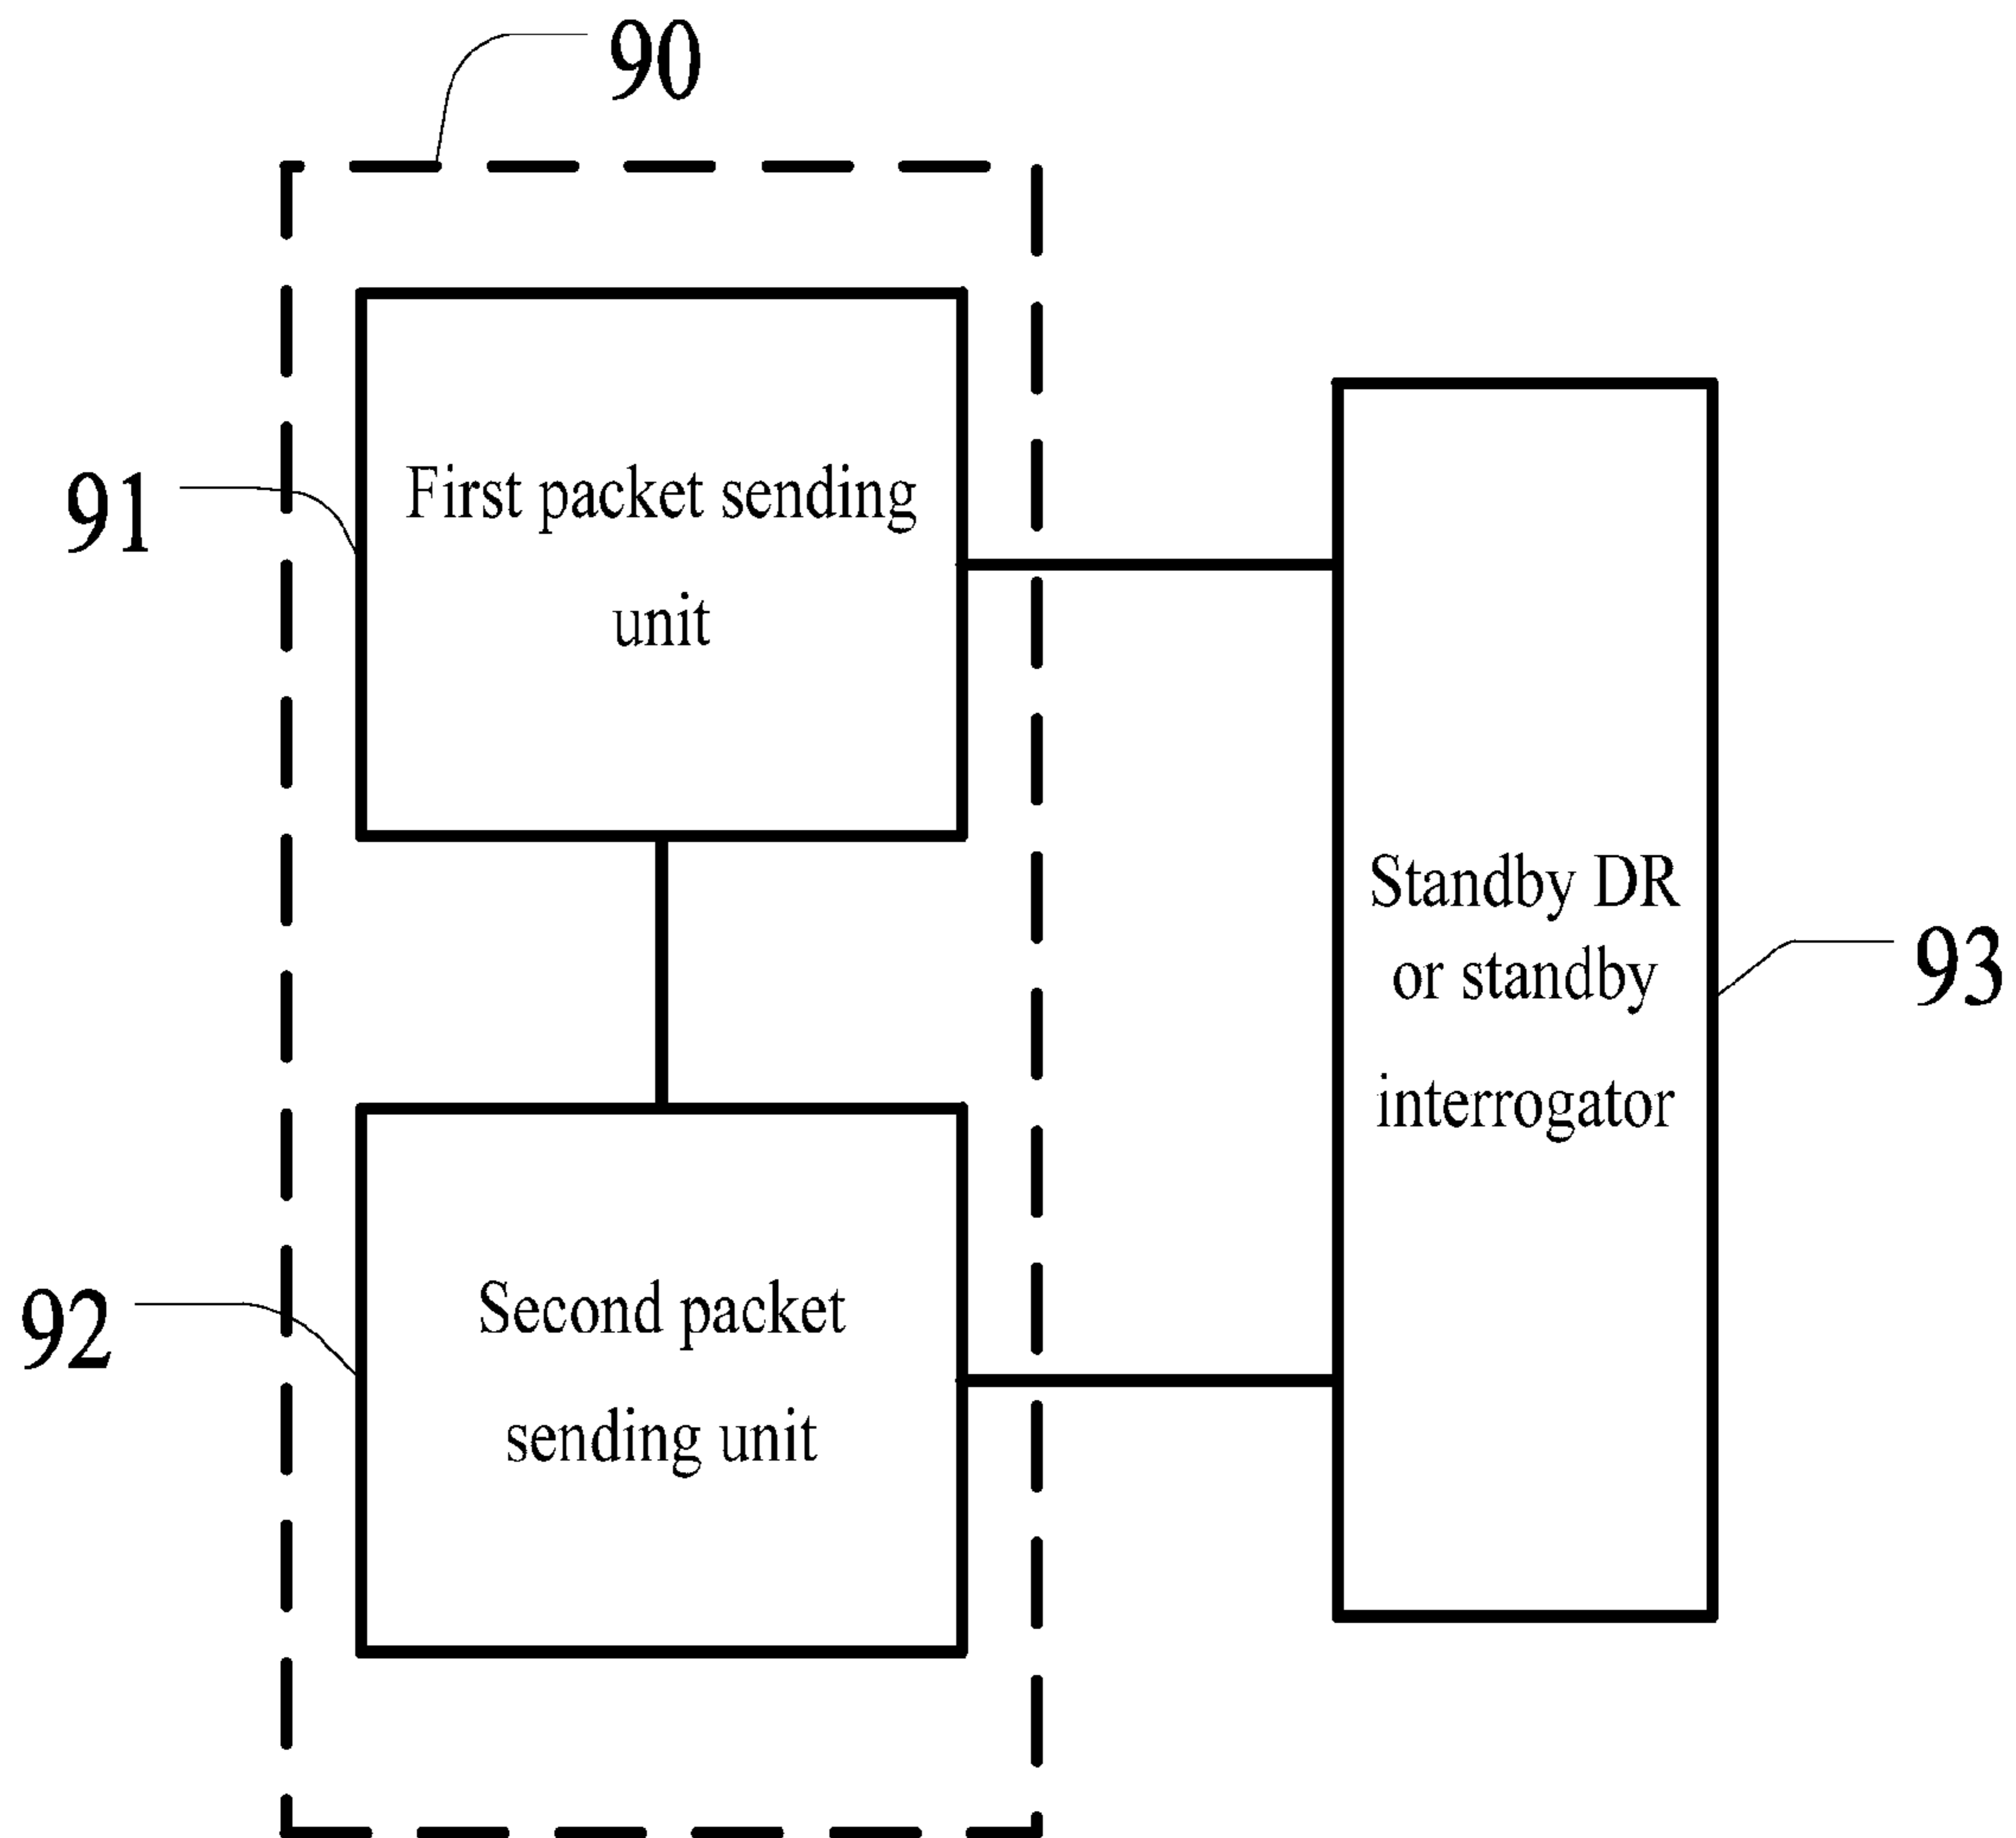 90
91
First packet sending
unit
Standby DR
or standby
interrogator
93
92
Second packet
sending unit